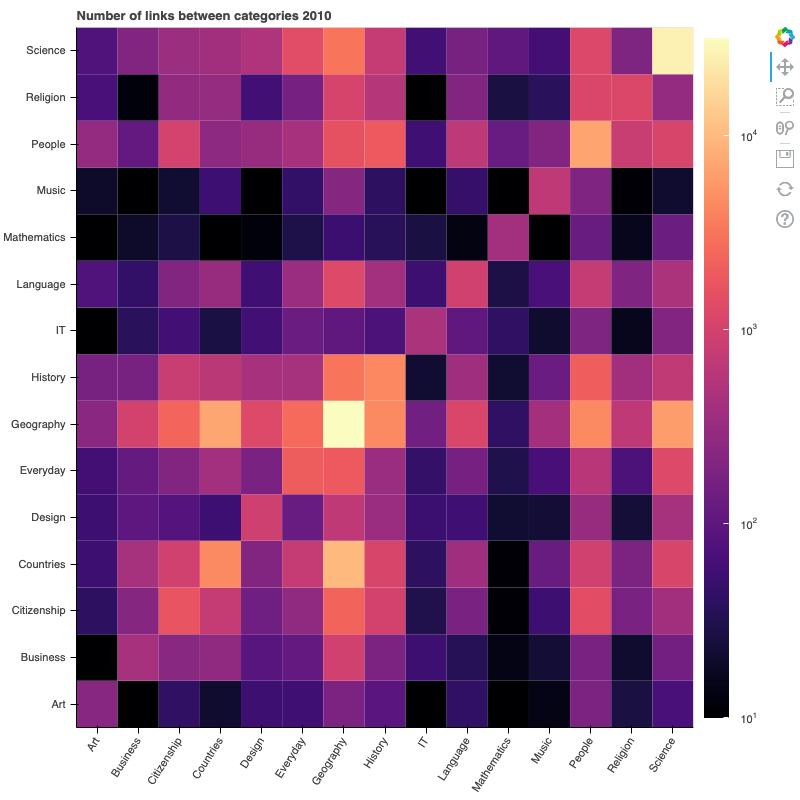 Number of links between categories 2010
Science
Religion
People
Music
Mathematics
Language
IT
History
Geography
Everyday
Design
Countries
Citizenship
Business
Art
Art
Business
Citizenship
Countries
Design
Everyday
Geography
History
IT
Language
Mathematics
Music
People
Religion
Science
10⁴
10³
10²
10¹
?